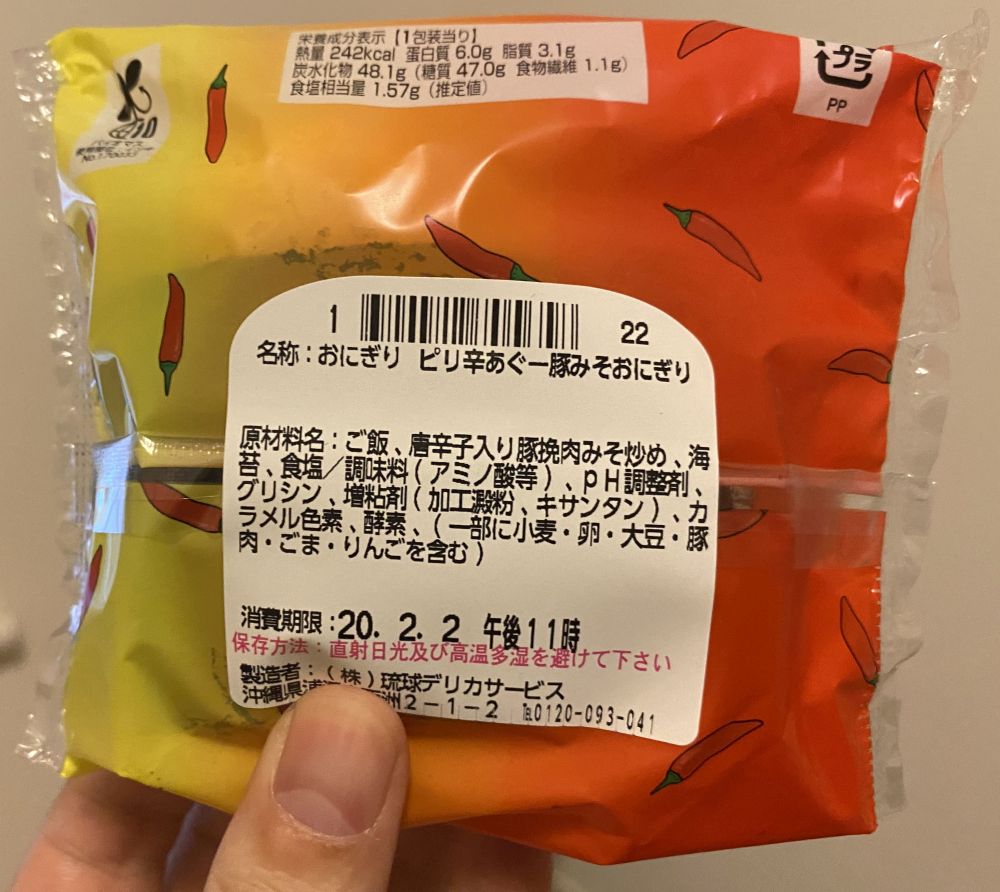 栄養成分表示【1包装当り】
熱量 242kcal 蛋白質 6.0g 脂質 3.1g
炭水化物 48.1g（糖質 47.0g 食物繊維 1.1g）
食塩相当量 1.57g（推定値）
プラ
PP
バイオマス
1 22
名称：おにぎり ピリ辛あぐー豚みそおにぎり
原材料名：ご飯、唐辛子入り豚挽肉みそ炒め、海
苔、食塩／調味料（アミノ酸等）、pH調整剤、
グリシン、増粘剤（加工澱粉、キサンタン）、カ
ラメル色素、酵素、（一部に小麦・卵・大豆・豚
肉・ごま・りんごを含む）
消費期限：20. 2. 2 午後11時
保存方法：直射日光及び高温多湿を避けて下さい
製造者：（株）琉球デリカサービス
沖縄県 洲2－1－2 ℡0120-093-041